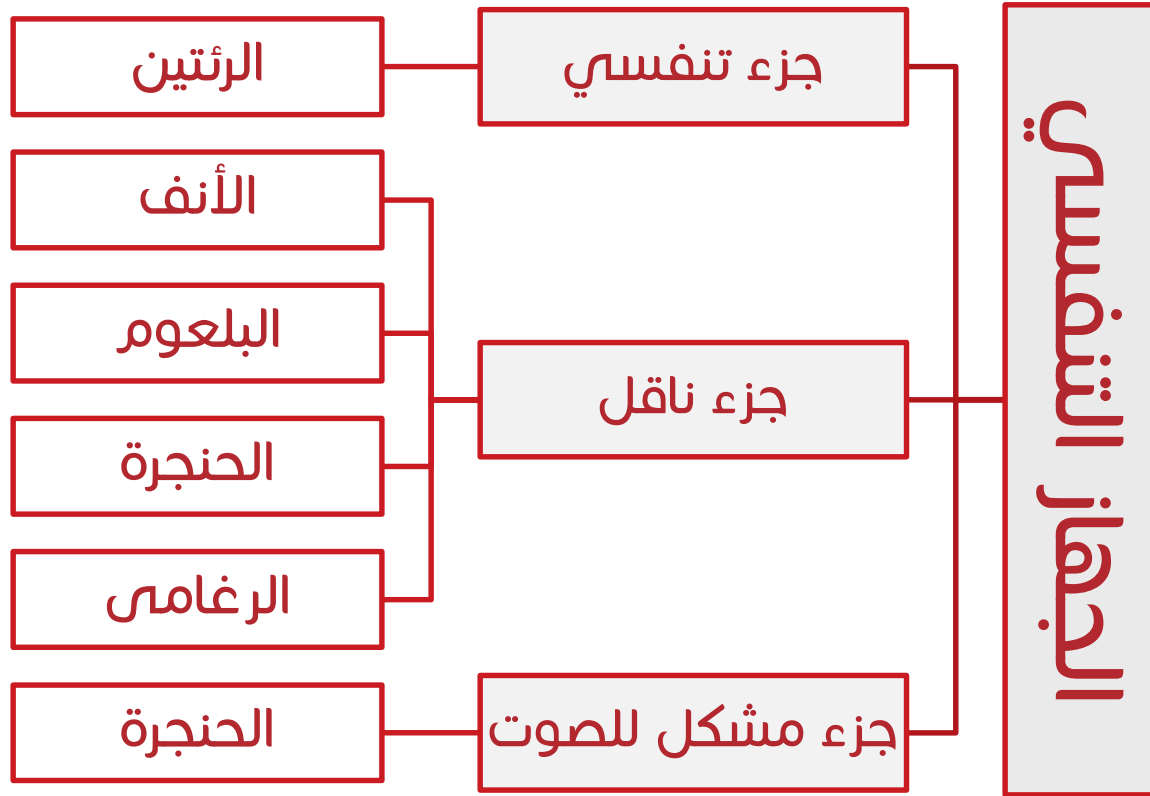 الجهاز التنفسي
جزء تنفسي
الرئتين
جزء ناقل
الأنف
البلعوم
الحنجرة
الرغامى
جزء مشكل للصوت
الحنجرة